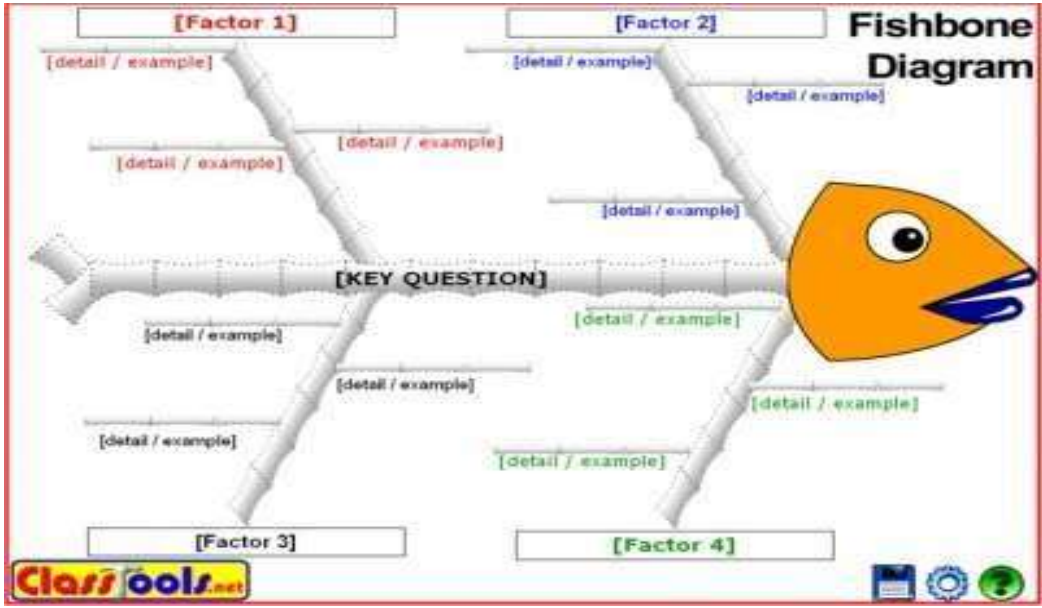 [Factor 1]
[Factor 2]
Fishbone
Diagram
[detail / example]
[detail / example]
[detail / example]
[detail / example]
[detail / example]
[detail / example]
[KEY QUESTION]
[detail / example]
[detail / example]
[detail / example]
[detail / example]
[detail / example]
[detail / example]
[Factor 3]
[Factor 4]
ClassTools.net
?